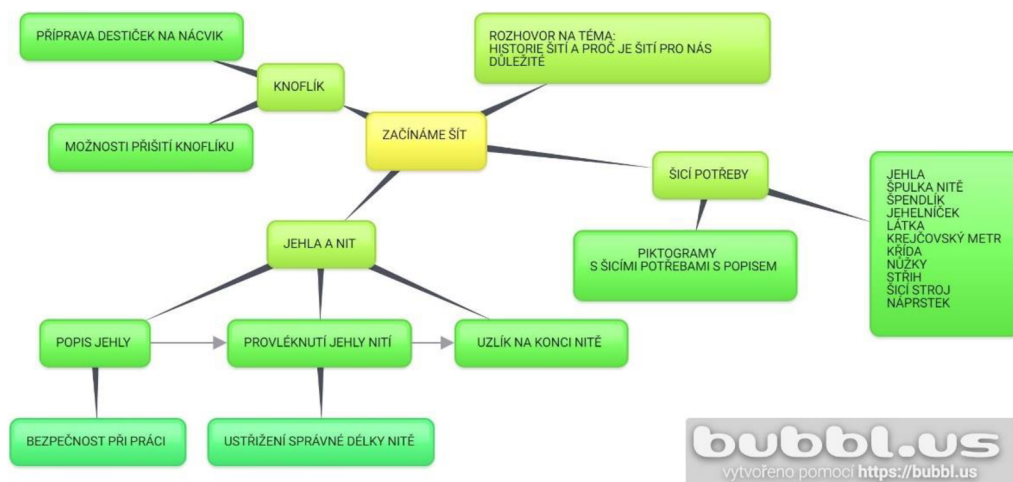 PŘÍPRAVA DESTIČEK NA NÁCVIK
ROZHOVOR NA TÉMA:
HISTORIE ŠITÍ A PROČ JE ŠITÍ PRO NÁS
DŮLEŽITÉ
KNOFLÍK
ZAČÍNÁME ŠÍT
MOŽNOSTI PŘIŠITÍ KNOFLÍKU
ŠICÍ POTŘEBY
JEHLA
ŠPULKA NITĚ
ŠPENDLÍK
JEHELNÍČEK
LÁTKA
KREJČOVSKÝ METR
KŘÍDA
NŮŽKY
STŘIH
ŠICÍ STROJ
NÁPRSTEK
JEHLA A NIT
PIKTOGRAMY
S ŠICÍMI POTŘEBAMI S POPISEM
POPIS JEHLY
PROVLÉKNUTÍ JEHLY NITÍ
UZLÍK NA KONCI NITĚ
BEZPEČNOST PŘI PRÁCI
USTŘIŽENÍ SPRÁVNÉ DÉLKY NITĚ
bubbl.us
vytvořeno pomocí https://bubbl.us